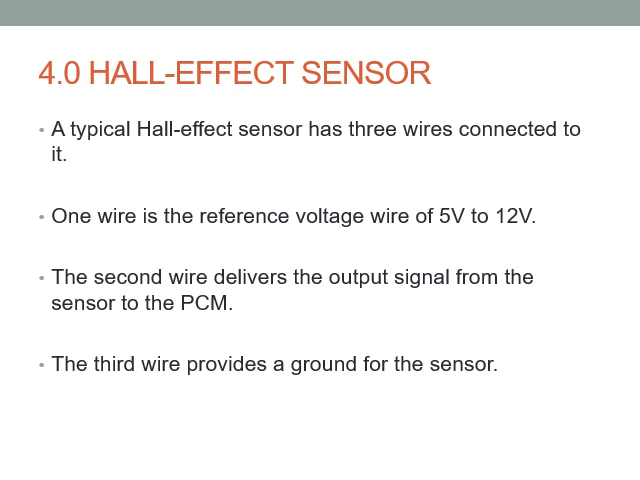 4.0 HALL-EFFECT SENSOR
• A typical Hall-effect sensor has three wires connected to
it.
• One wire is the reference voltage wire of 5V to 12V.
• The second wire delivers the output signal from the
sensor to the PCM.
• The third wire provides a ground for the sensor.